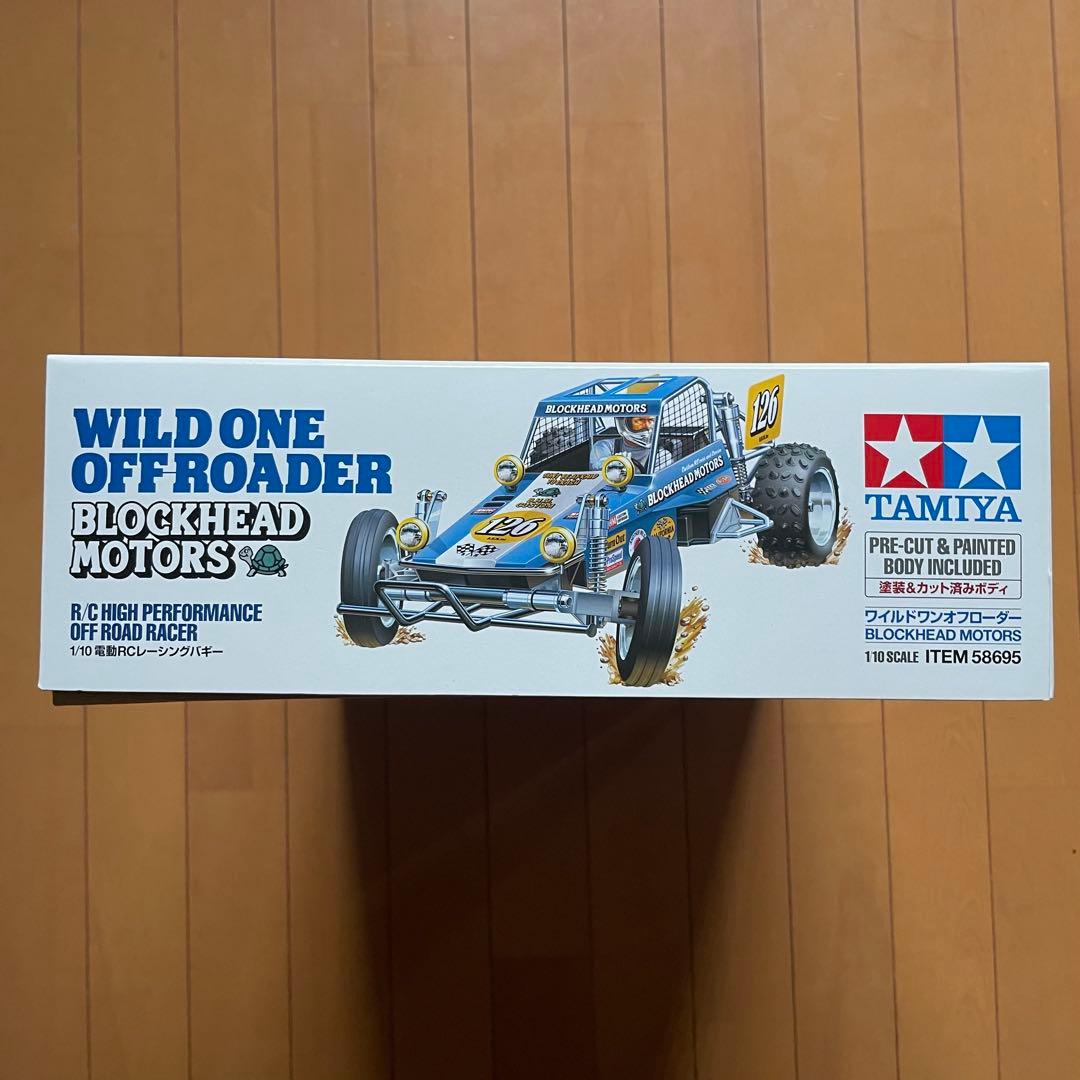 WILD ONE
OFF-ROADER
BLOCKHEAD
MOTORS
R/C HIGH PERFORMANCE
OFF ROAD RACER
1/10 電動RCレーシングバギー
BLOCKHEAD MOTORS
126
BLOCKHEAD MOTORS
126
TAMIYA
PRE-CUT & PAINTED
BODY INCLUDED
塗装&カット済みボディ
ワイルドワンオフローダー
BLOCKHEAD MOTORS
1/10 SCALE ITEM 58695